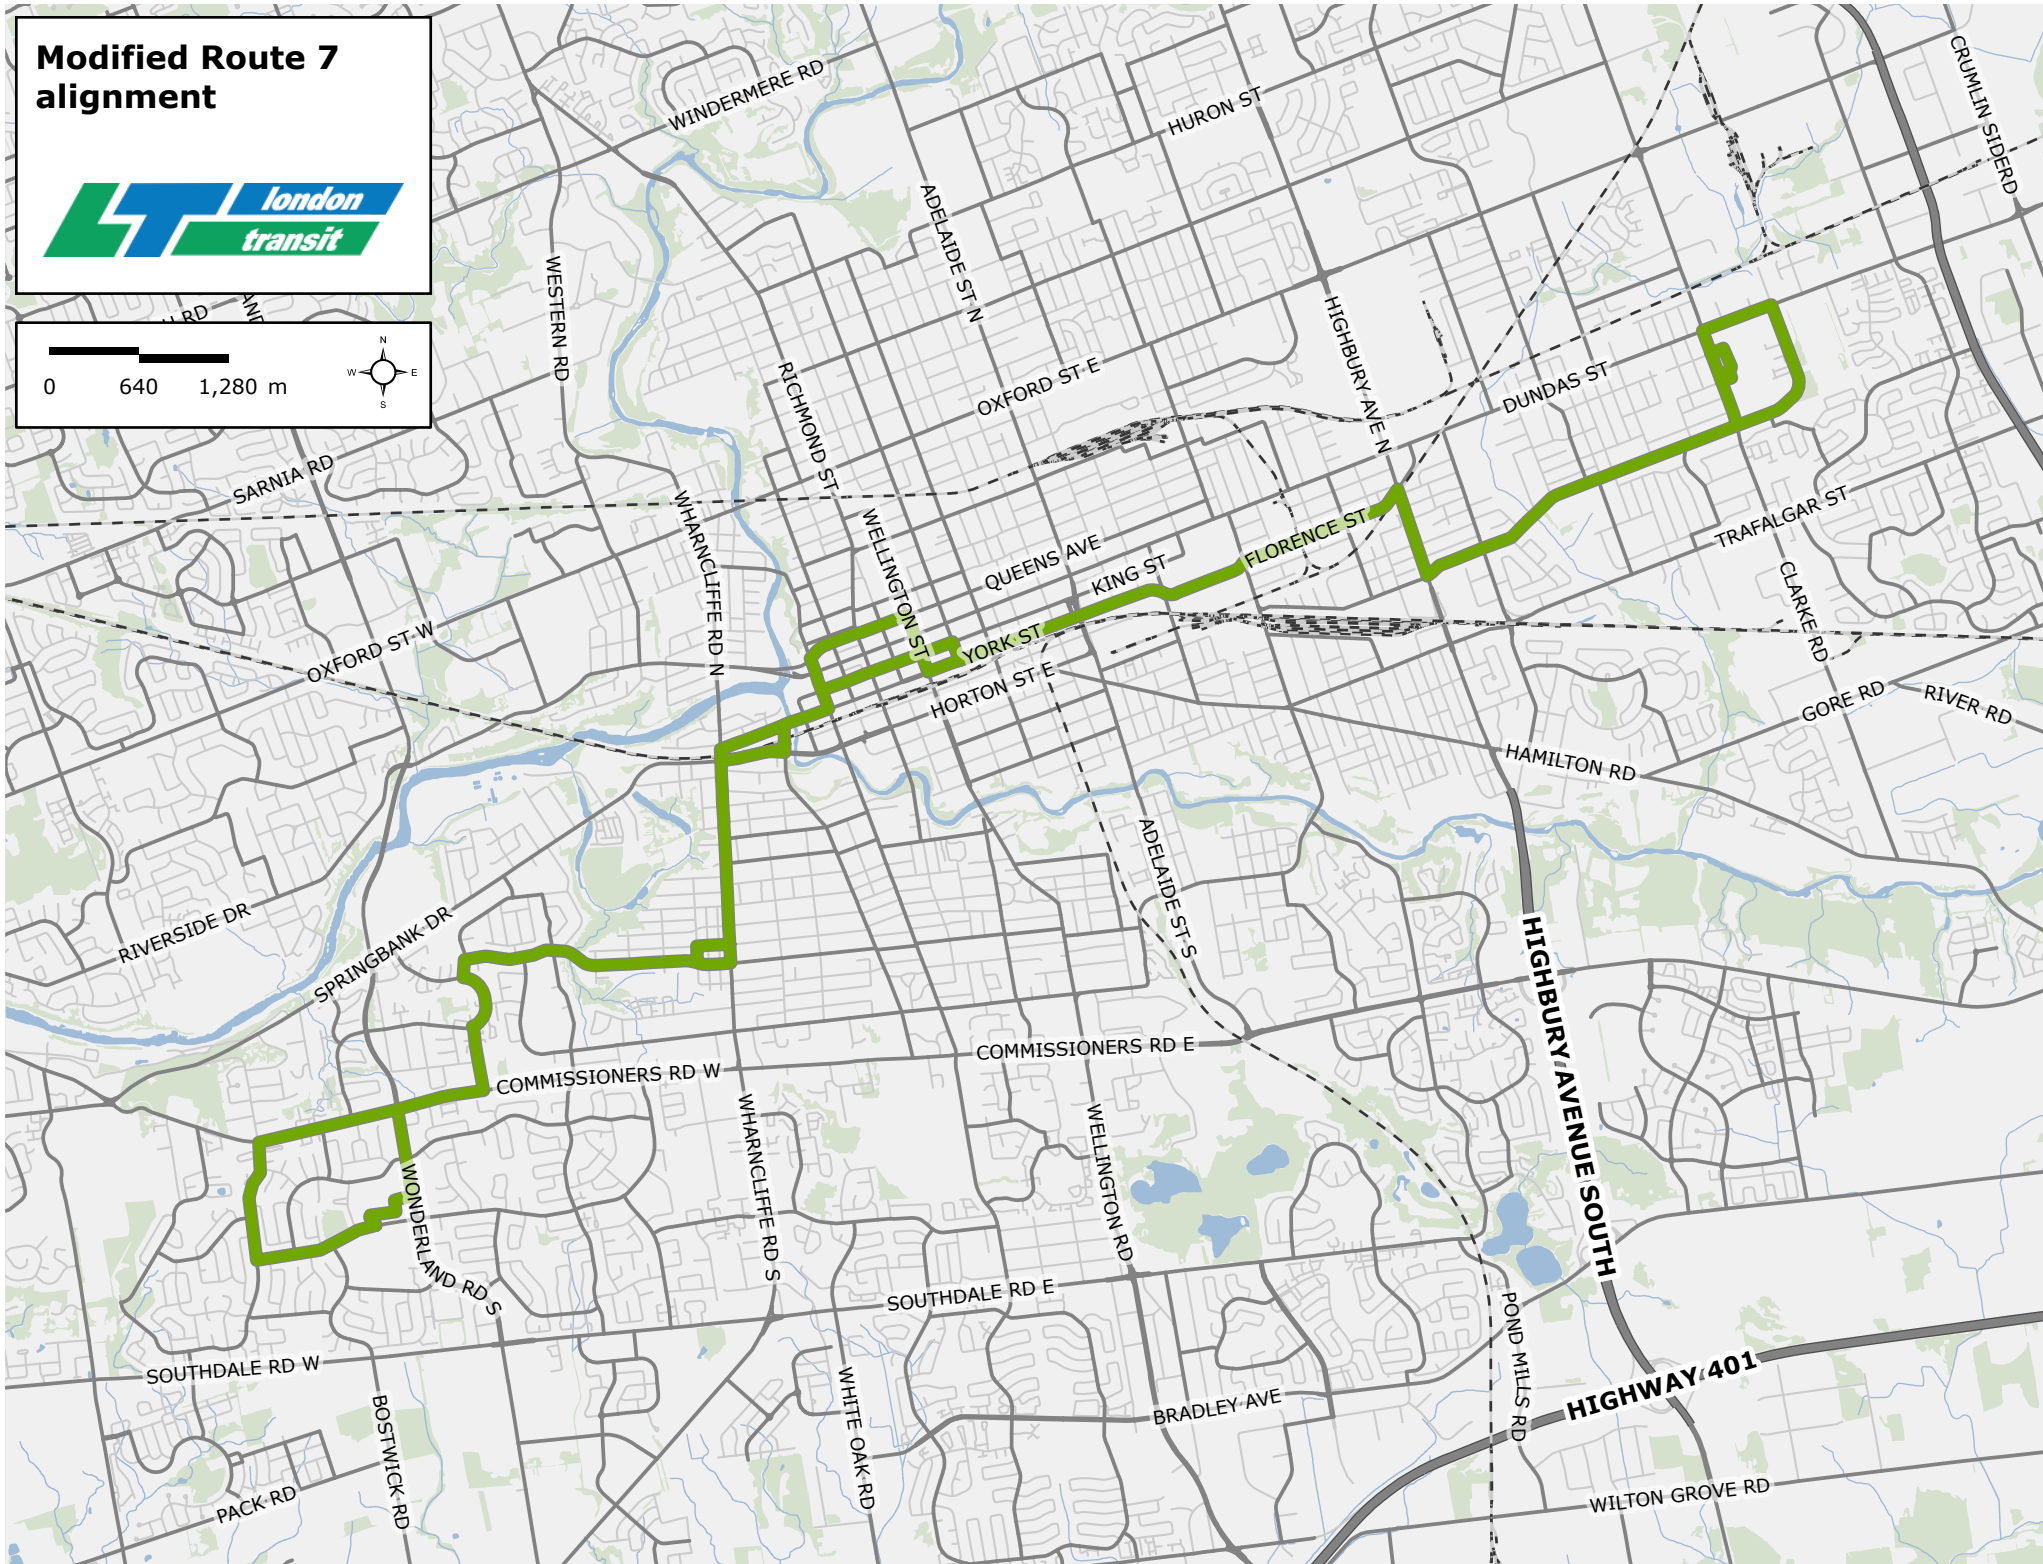 Modified Route 7
alignment
london
transit
0 640 1,280 m
N
W E
S
RD
WINDERMERE RD
HURON ST
CRUMLIN SIDERD
WESTERN RD
ADELAIDE ST N
HIGHBURY AVE N
RICHMOND ST
OXFORD ST E
DUNDAS ST
SARNIA RD
WHARNCLIFFE RD N
WELLINGTON ST
QUEENS AVE
KING ST
FLORENCE ST
TRAFALGAR ST
CLARKE RD
OXFORD ST W
YORK ST
HORTON ST E
GORE RD
RIVER RD
HAMILTON RD
RIVERSIDE DR
SPRINGBANK DR
ADELAIDE ST S
HIGHBURY AVENUE SOUTH
COMMISSIONERS RD W
COMMISSIONERS RD E
WHARNCLIFFE RD S
WELLINGTON RD
WONDERLAND RD S
SOUTHDALE RD E
POND MILLS RD
SOUTHDALE RD W
BOSTWICK RD
WHITE OAK RD
BRADLEY AVE
HIGHWAY 401
PACK RD
WILTON GROVE RD